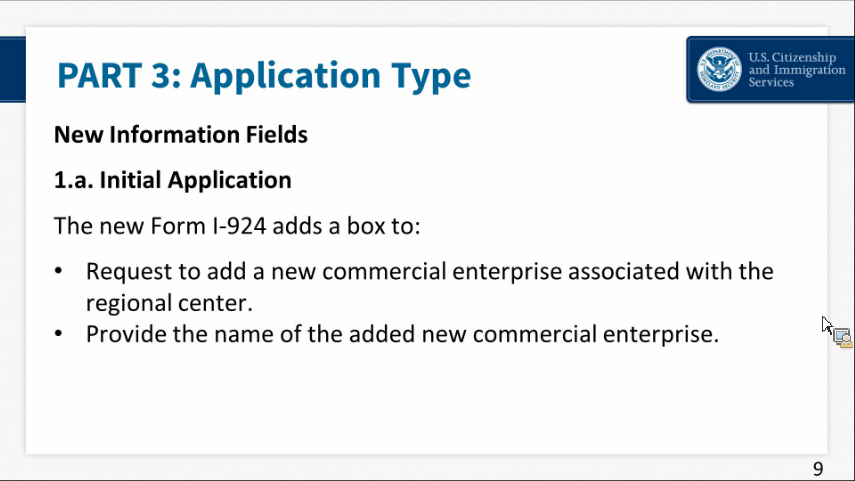 PART 3: Application Type
U.S. Citizenship
and Immigration
Services
New Information Fields
1.a. Initial Application
The new Form I-924 adds a box to:
• Request to add a new commercial enterprise associated with the
regional center.
• Provide the name of the added new commercial enterprise.
9